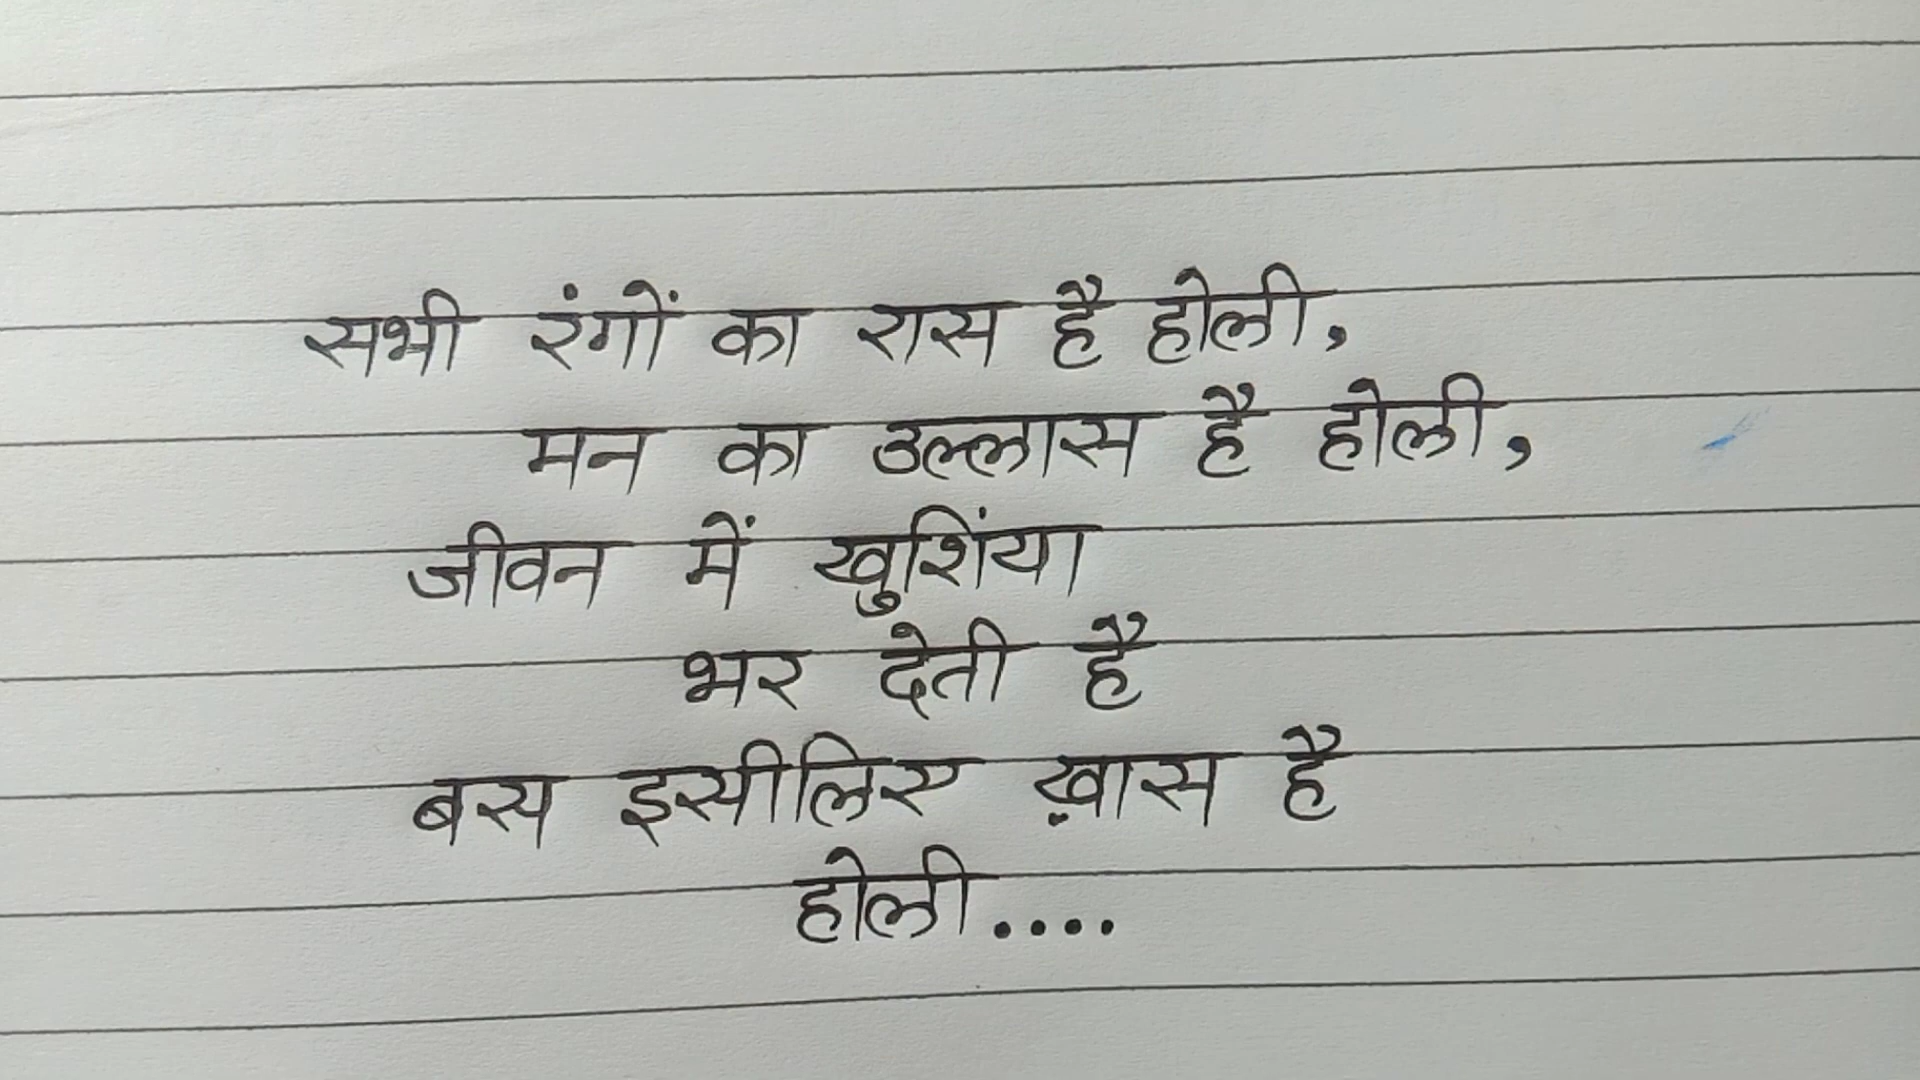 सभी रंगों का रास है होली,
मन का उल्लास है होली,
जीवन में खुशिंया
भर देती है
बस इसीलिए ख़ास है
होली....